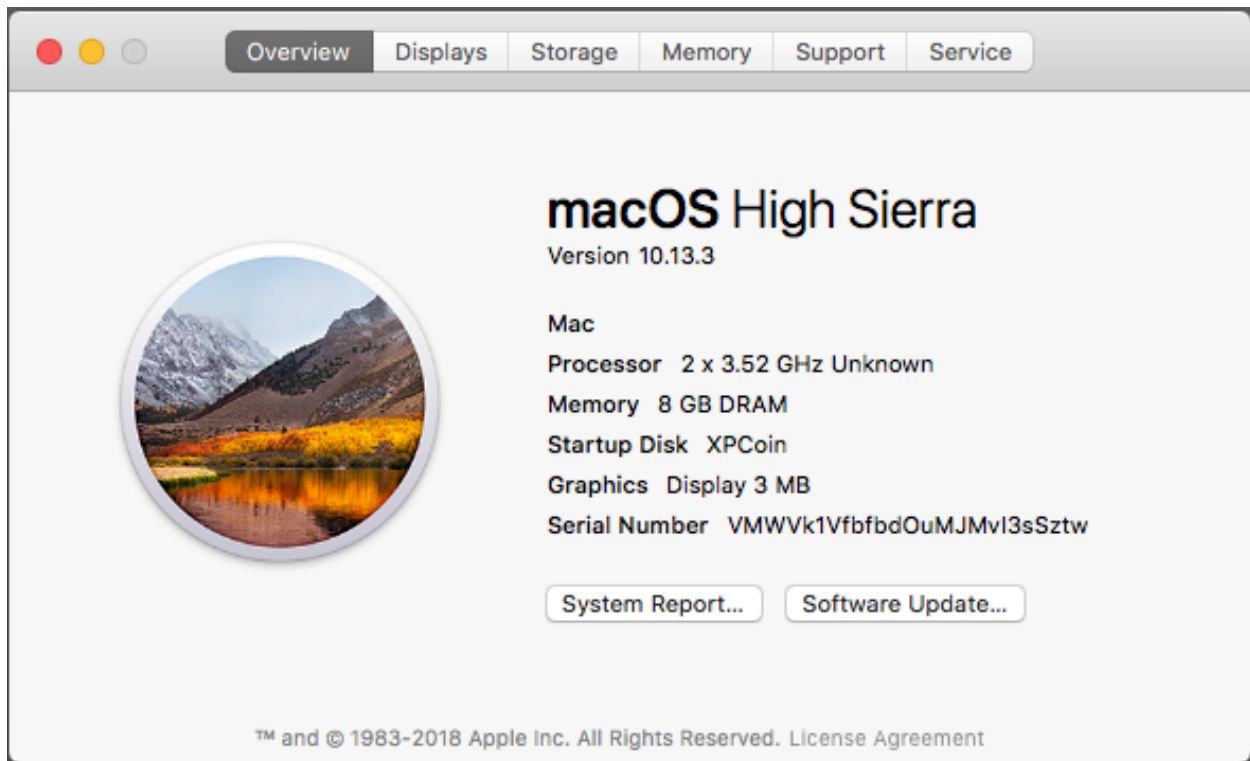 Overview Displays Storage Memory Support Service
macOS High Sierra
Version 10.13.3
Mac
Processor 2 x 3.52 GHz Unknown
Memory 8 GB DRAM
Startup Disk XPCoin
Graphics Display 3 MB
Serial Number VMWVk1VfbfbdOuMJMvI3sSztw
System Report... Software Update...
™ and © 1983-2018 Apple Inc. All Rights Reserved. License Agreement